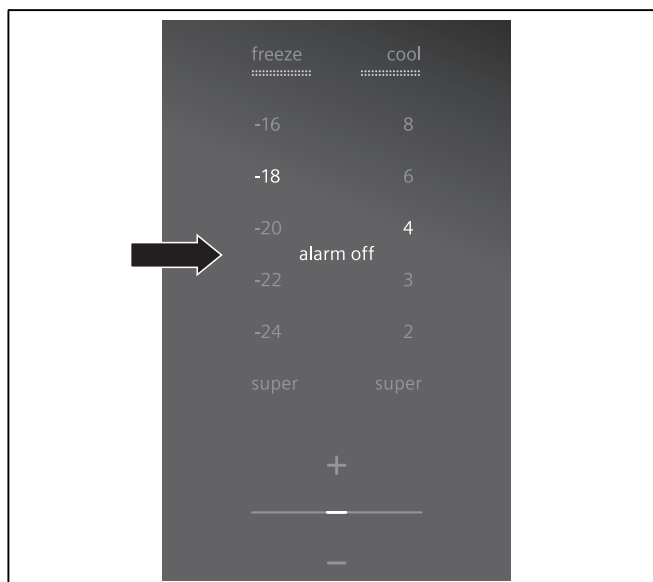 freeze cool
-16 8
-18 6
-20 4
alarm off
-22 3
-24 2
super super
+
−